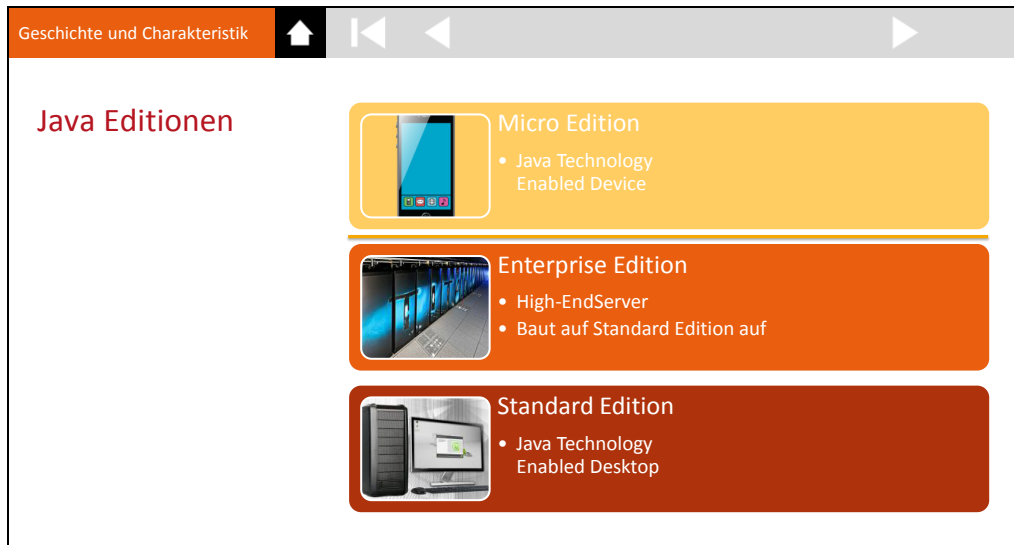 Geschichte und Charakteristik
Java Editionen
Micro Edition
• Java Technology
Enabled Device
Enterprise Edition
• High-EndServer
• Baut auf Standard Edition auf
Standard Edition
• Java Technology
Enabled Desktop